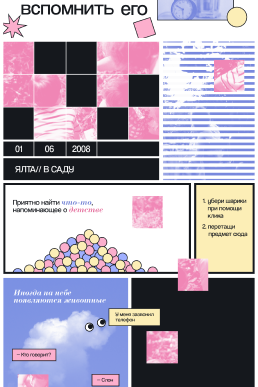 вспомнить его
01 06 2008
ЯЛТА// В САДУ
Приятно найти что-то,
напоминающее о детстве
1. убери шарики
при помощи
клика
2. перетащи
предмет сюда
Иногда на небе
появляются животные
У меня зазвонил
телефон
– Кто говорит?
– Слон